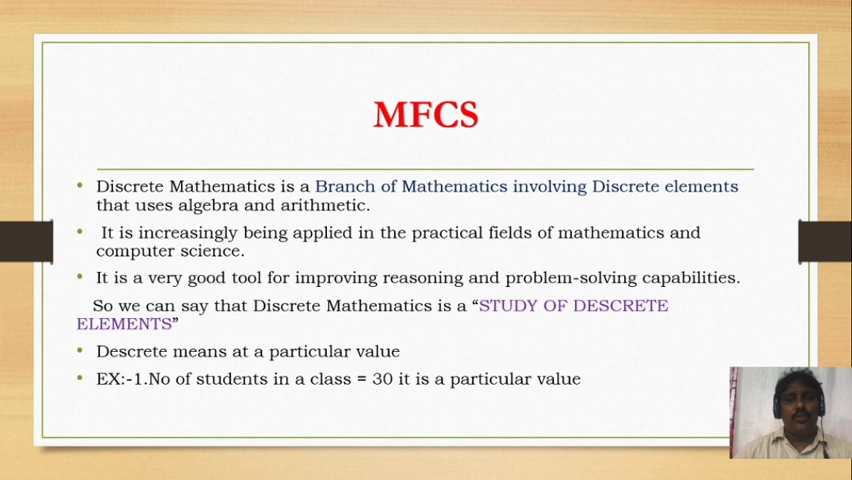 MFCS
• Discrete Mathematics is a Branch of Mathematics involving Discrete elements
that uses algebra and arithmetic.
• It is increasingly being applied in the practical fields of mathematics and
computer science.
• It is a very good tool for improving reasoning and problem-solving capabilities.
So we can say that Discrete Mathematics is a “STUDY OF DESCRETE
ELEMENTS”
• Descrete means at a particular value
• EX:-1.No of students in a class = 30 it is a particular value